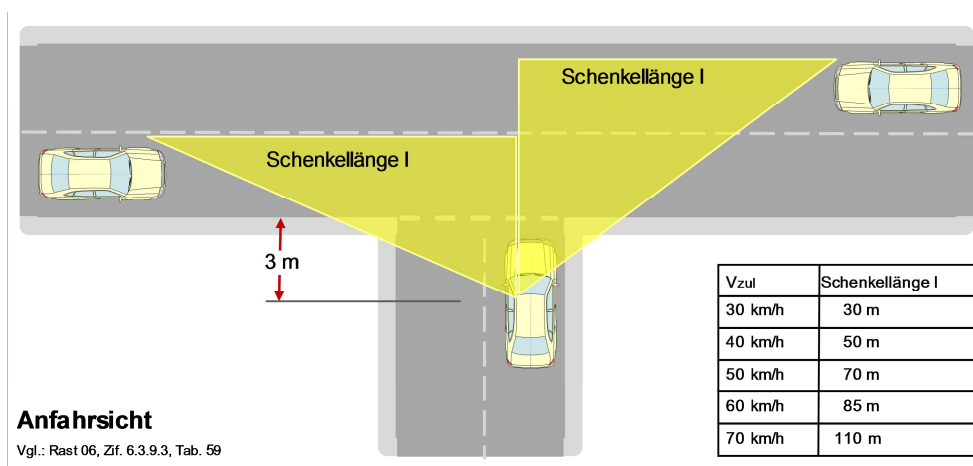 Schenkellänge l
Schenkellänge l
3 m
Vzul Schenkellänge l
30 km/h 30 m
40 km/h 50 m
50 km/h 70 m
60 km/h 85 m
70 km/h 110 m
Anfahrsicht
Vgl.: Rast 06, Zif. 6.3.9.3, Tab. 59